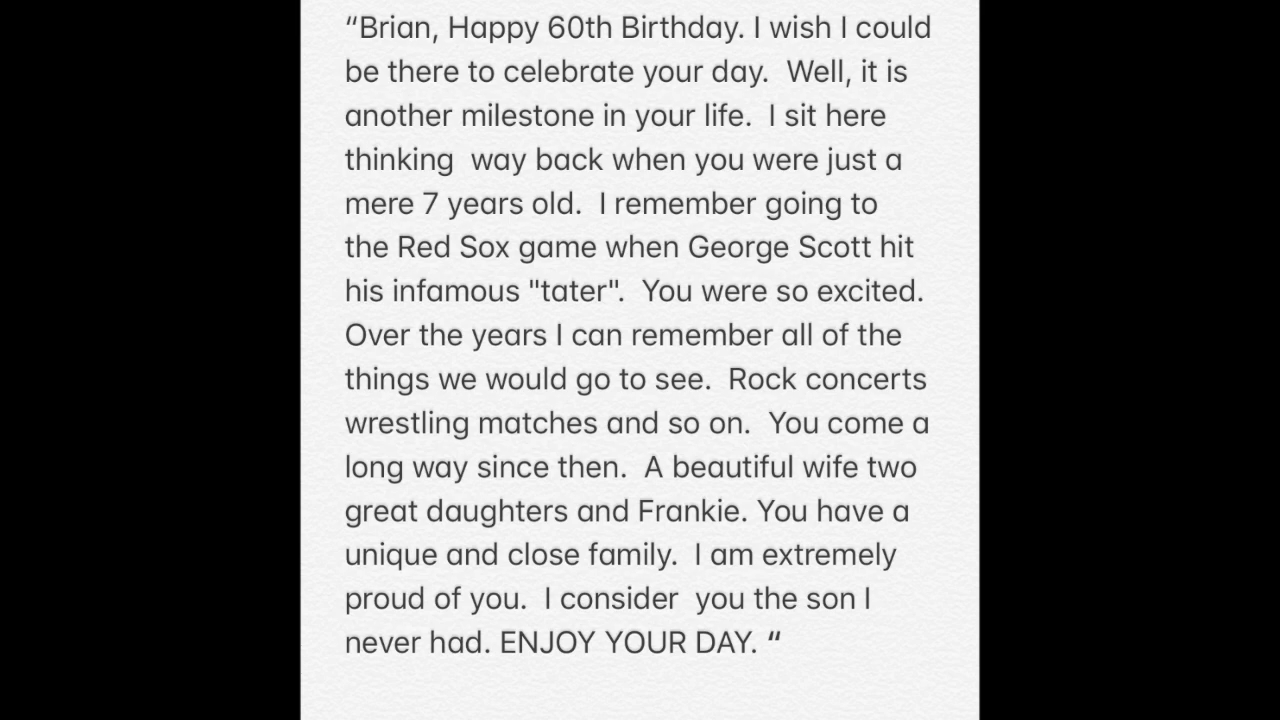 “Brian, Happy 60th Birthday. I wish I could
be there to celebrate your day.  Well, it is
another milestone in your life.  I sit here
thinking  way back when you were just a
mere 7 years old.  I remember going to
the Red Sox game when George Scott hit
his infamous "tater".  You were so excited.
Over the years I can remember all of the
things we would go to see.  Rock concerts
wrestling matches and so on.  You come a
long way since then.  A beautiful wife two
great daughters and Frankie. You have a
unique and close family.  I am extremely
proud of you.  I consider  you the son I
never had. ENJOY YOUR DAY. “